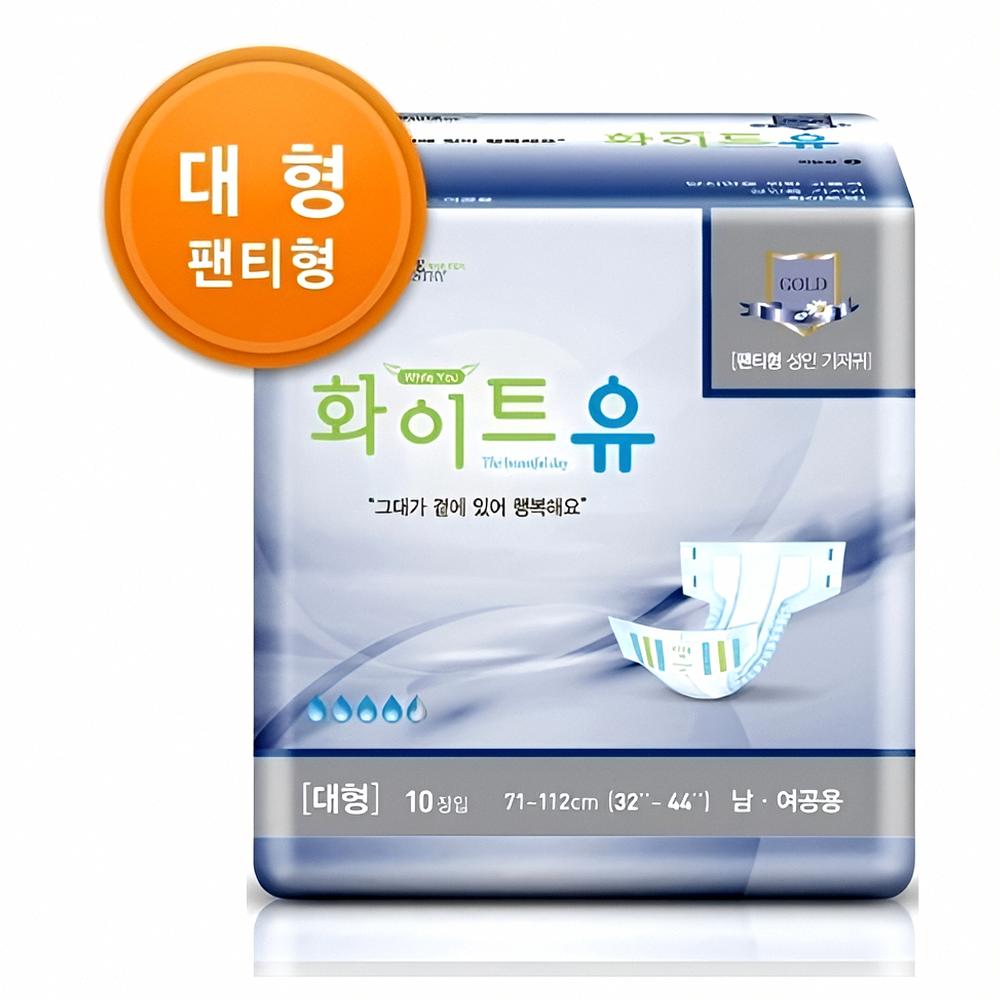 대 형
팬티형
화이트유
GOLD
[팬티형 성인 기저귀]
WITH YOU
화이트유
The beautiful day
"그대가 곁에 있어 행복해요"
[대형] 10장입 71~112cm (32''- 44'') 남 · 여공용